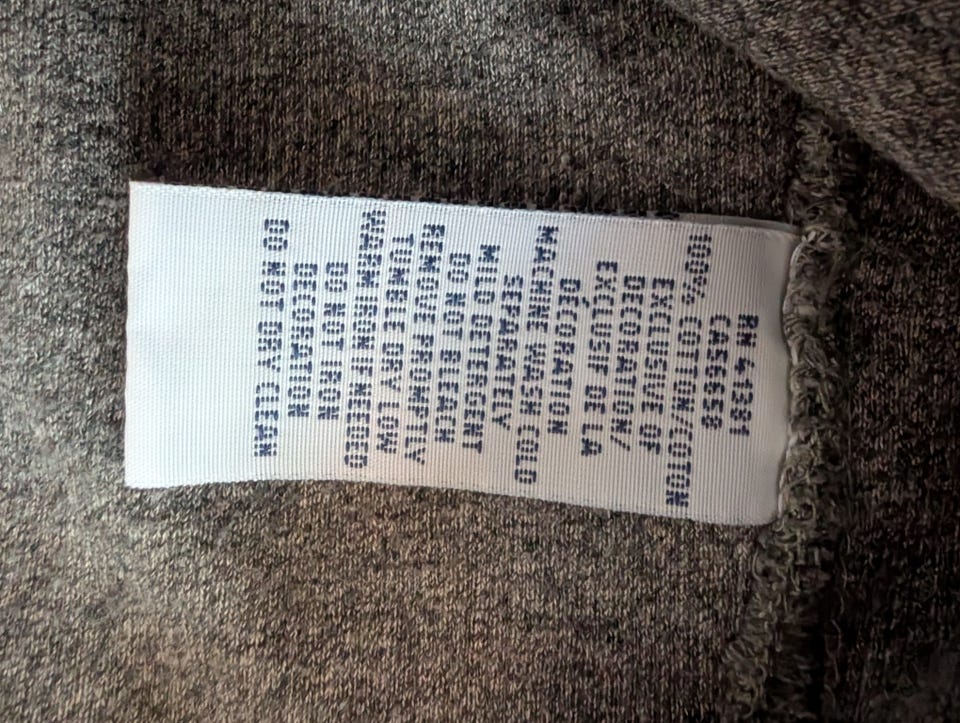 RN 41381
CA56669
100% COTTON/COTON
EXCLUSIVE OF
DECORATION/
EXCLUSIF DE LA
DÉCORATION
MACHINE WASH COLD
SEPARATELY
MILD DETERGENT
DO NOT BLEACH
REMOVE PROMPTLY
TUMBLE DRY LOW
WARM IRON IF NEEDED
DO NOT IRON
DECORATION
DO NOT DRY CLEAN